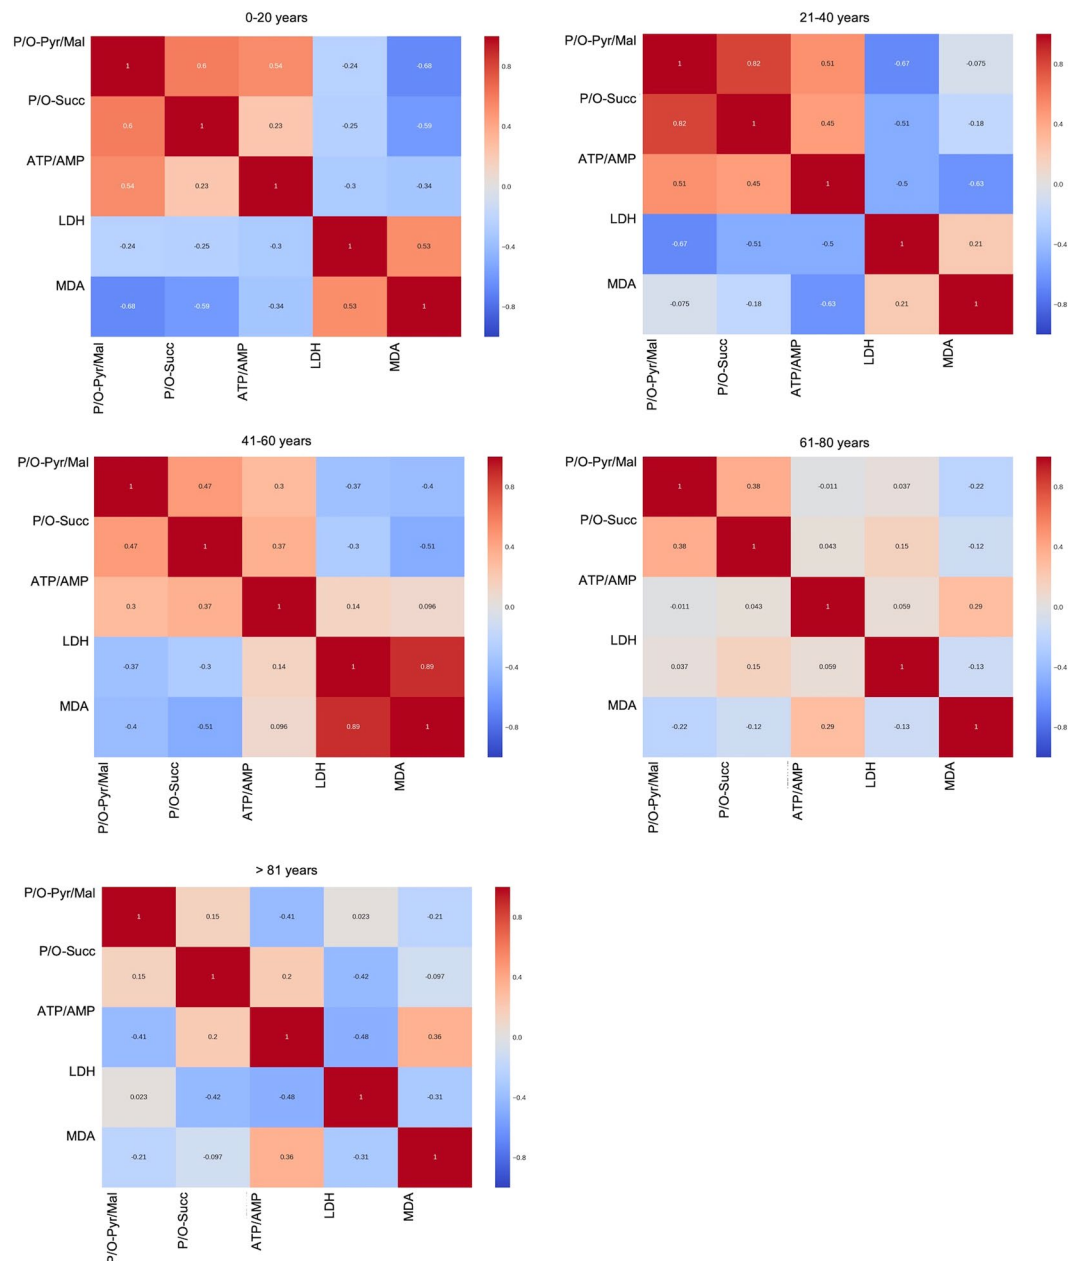 0-20 years
P/O-Pyr/Mal 1 0.6 0.54 -0.24 -0.68
P/O-Succ 0.6 1 0.23 -0.25 -0.59
ATP/AMP 0.54 0.23 1 -0.3 -0.34
LDH -0.24 -0.25 -0.3 1 0.53
MDA -0.68 -0.59 -0.34 0.53 1
P/O-Pyr/Mal P/O-Succ ATP/AMP LDH MDA
0.8
0.4
0.0
-0.4
-0.8
21-40 years
P/O-Pyr/Mal 1 0.82 0.51 -0.67 -0.075
P/O-Succ 0.82 1 0.45 -0.51 -0.18
ATP/AMP 0.51 0.45 1 -0.5 -0.63
LDH -0.67 -0.51 -0.5 1 0.21
MDA -0.075 -0.18 -0.63 0.21 1
P/O-Pyr/Mal P/O-Succ ATP/AMP LDH MDA
0.8
0.4
0.0
-0.4
-0.8
41-60 years
P/O-Pyr/Mal 1 0.47 0.3 -0.37 -0.4
P/O-Succ 0.47 1 0.37 -0.3 -0.51
ATP/AMP 0.3 0.37 1 0.14 0.096
LDH -0.37 -0.3 0.14 1 0.89
MDA -0.4 -0.51 0.096 0.89 1
P/O-Pyr/Mal P/O-Succ ATP/AMP LDH MDA
0.8
0.4
0.0
-0.4
-0.8
61-80 years
P/O-Pyr/Mal 1 0.38 -0.011 0.037 -0.22
P/O-Succ 0.38 1 0.043 0.15 -0.12
ATP/AMP -0.011 0.043 1 0.059 0.29
LDH 0.037 0.15 0.059 1 -0.13
MDA -0.22 -0.12 0.29 -0.13 1
P/O-Pyr/Mal P/O-Succ ATP/AMP LDH MDA
0.8
0.4
0.0
-0.4
-0.8
> 81 years
P/O-Pyr/Mal 1 0.15 -0.41 0.023 -0.21
P/O-Succ 0.15 1 0.2 -0.42 -0.097
ATP/AMP -0.41 0.2 1 -0.48 0.36
LDH 0.023 -0.42 -0.48 1 -0.31
MDA -0.21 -0.097 0.36 -0.31 1
P/O-Pyr/Mal P/O-Succ ATP/AMP LDH MDA
0.8
0.4
0.0
-0.4
-0.8